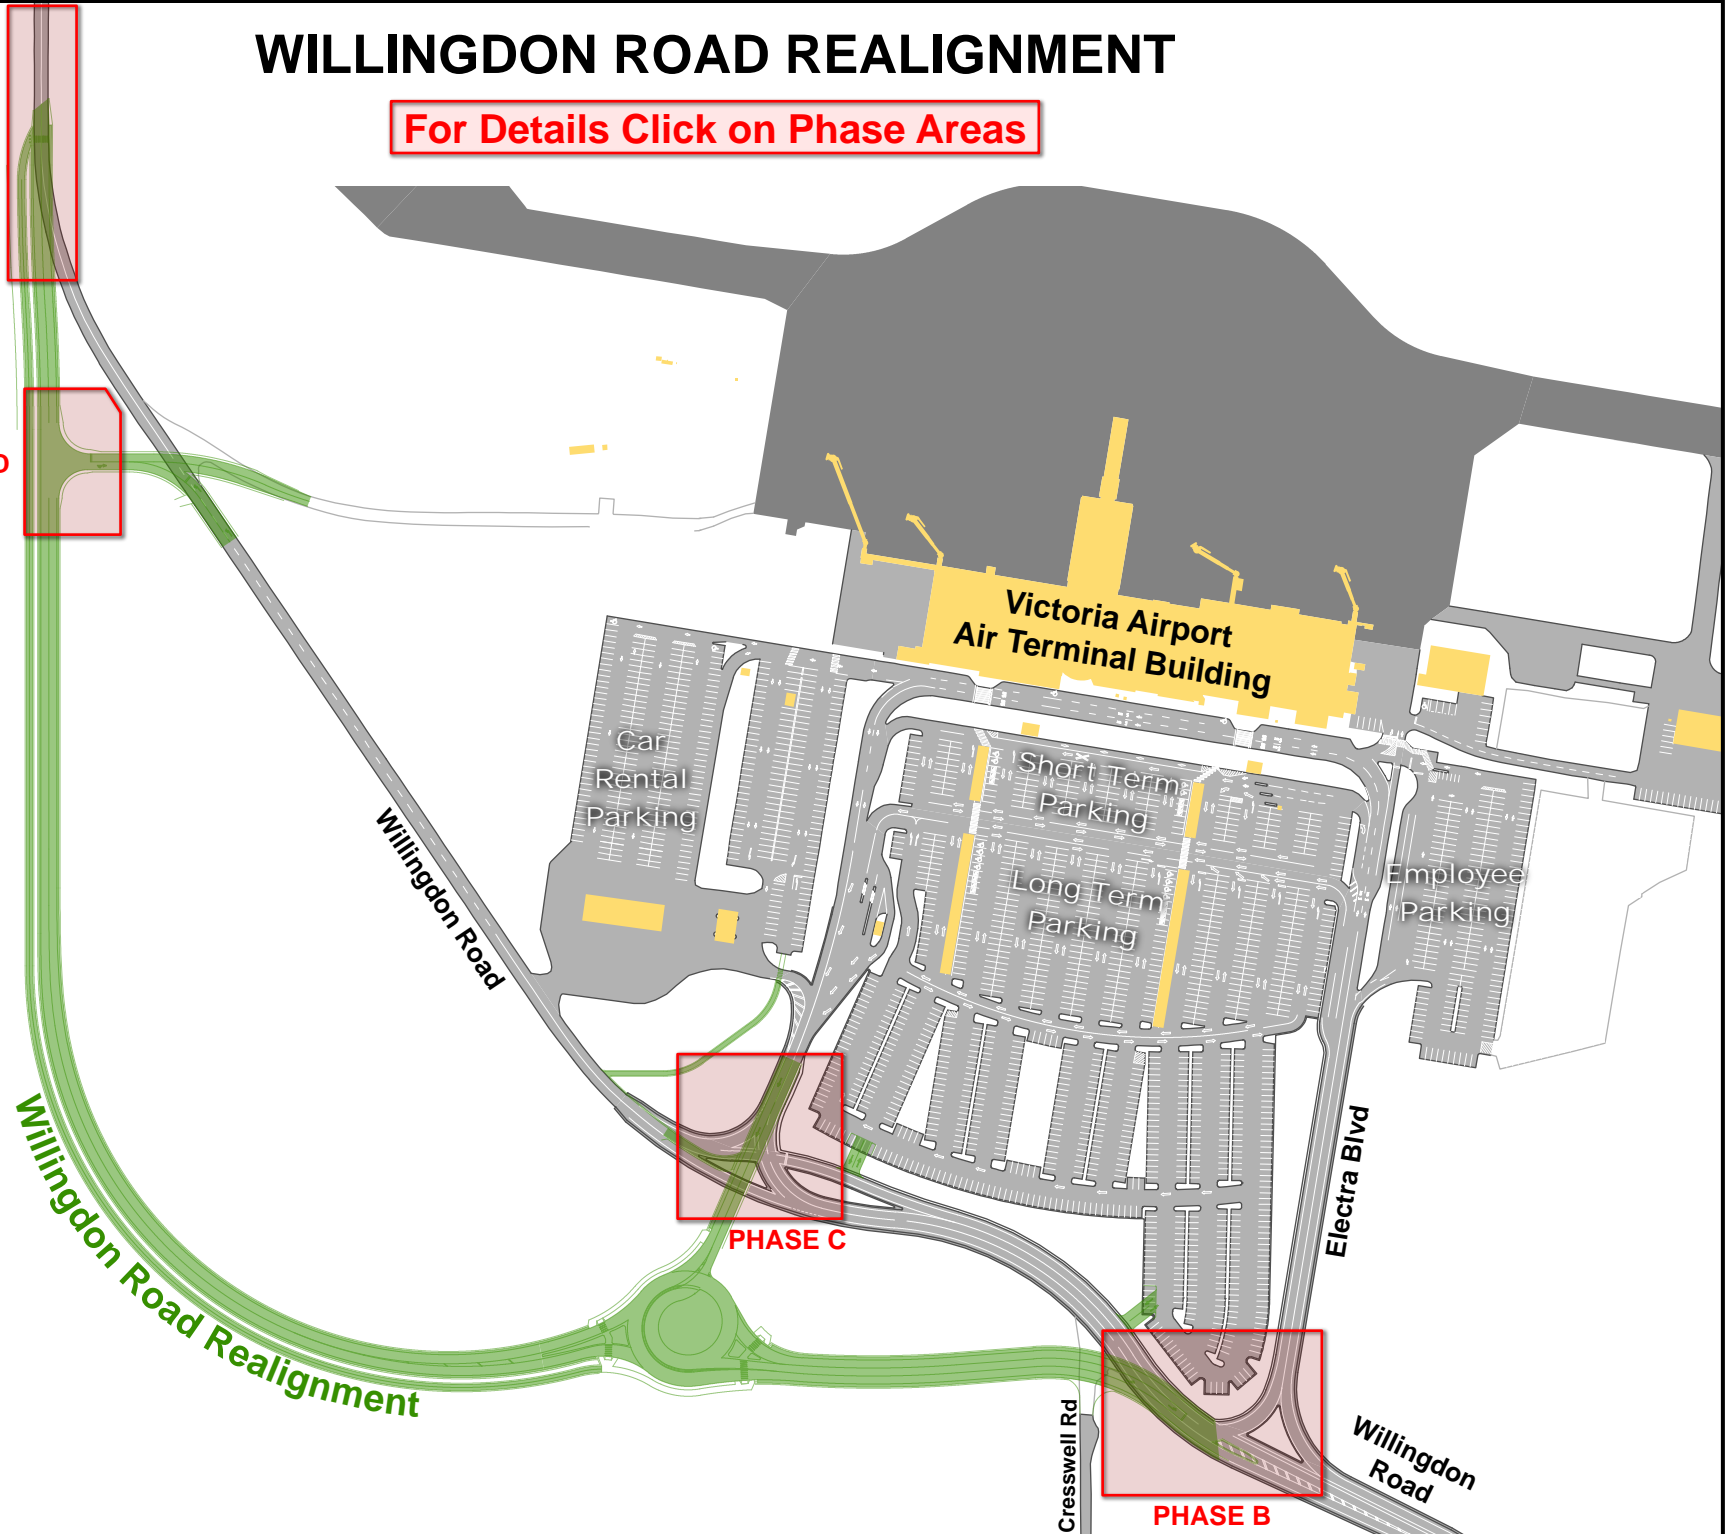 WILLINGDON ROAD REALIGNMENT
For Details Click on Phase Areas
Victoria Airport
Air Terminal Building
Car
Rental
Parking
Short Term
Parking
Long Term
Parking
Employee
Parking
Willingdon Road
Electra Blvd
Willingdon Road Realignment
PHASE C
Cresswell Rd
Willingdon
Road
PHASE B